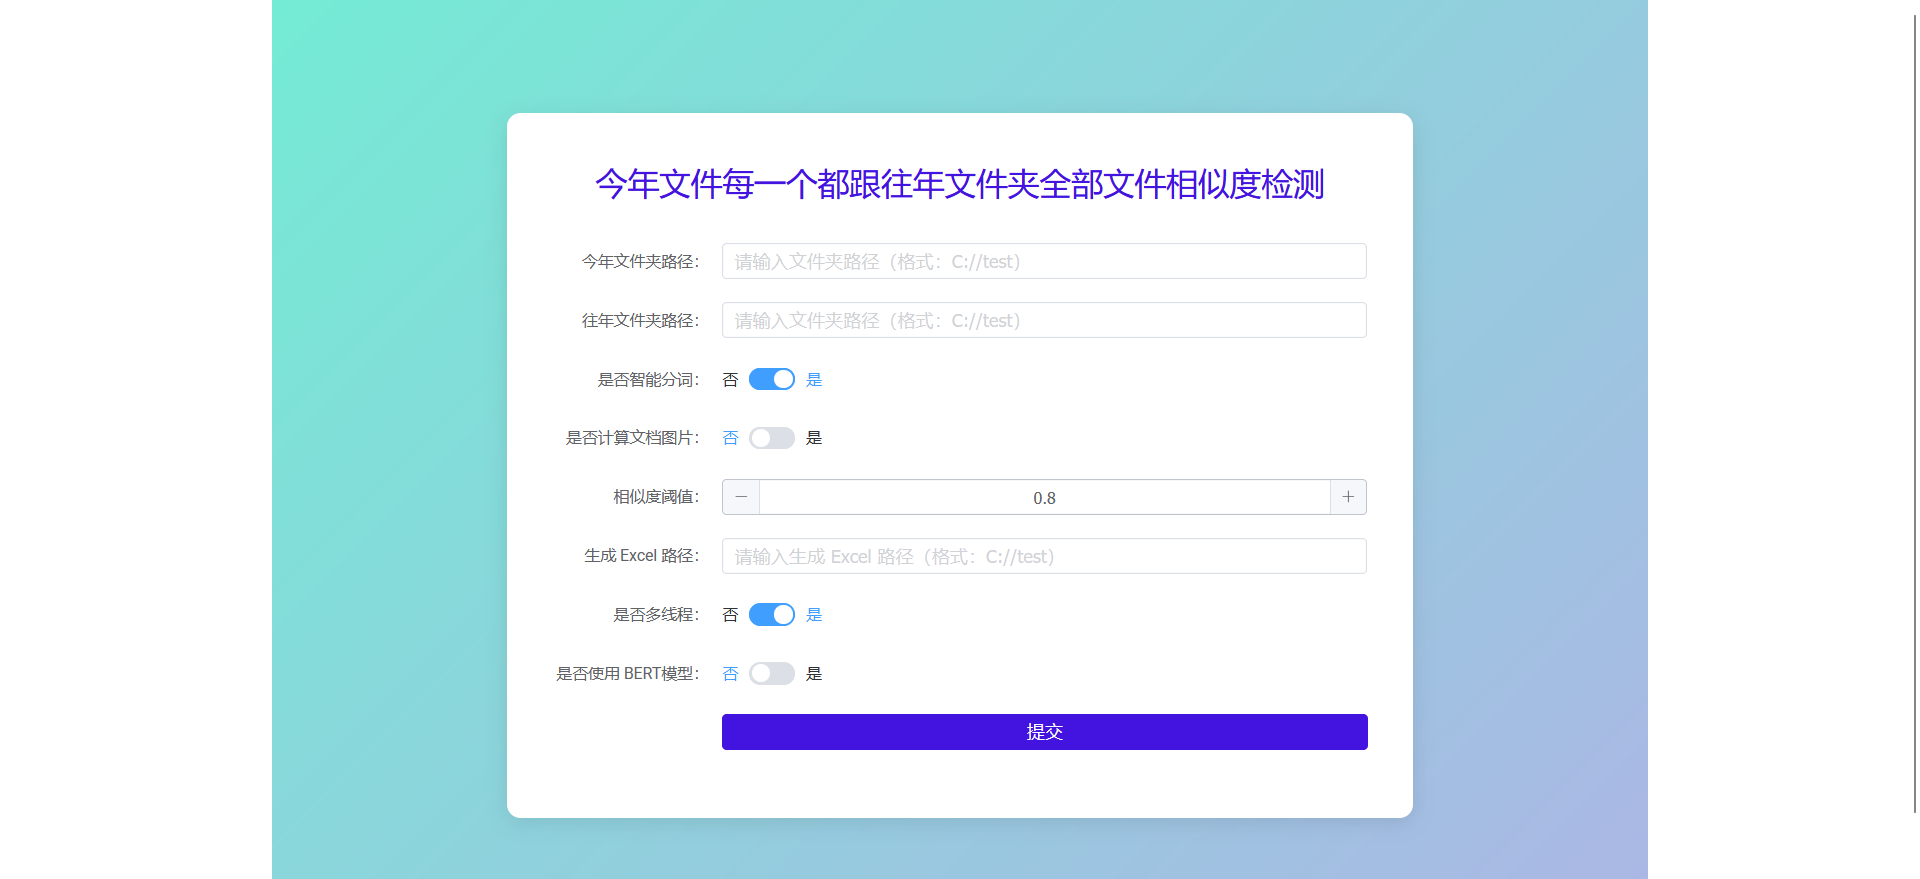 今年文件每一个都跟往年文件夹全部文件相似度检测
今年文件夹路径： 请输入文件夹路径（格式：C://test）
往年文件夹路径： 请输入文件夹路径（格式：C://test）
是否智能分词： 否 是
是否计算文档图片： 否 是
相似度阈值： 0.8
生成 Excel 路径： 请输入生成 Excel 路径（格式：C://test）
是否多线程： 否 是
是否使用 BERT模型： 否 是
提交